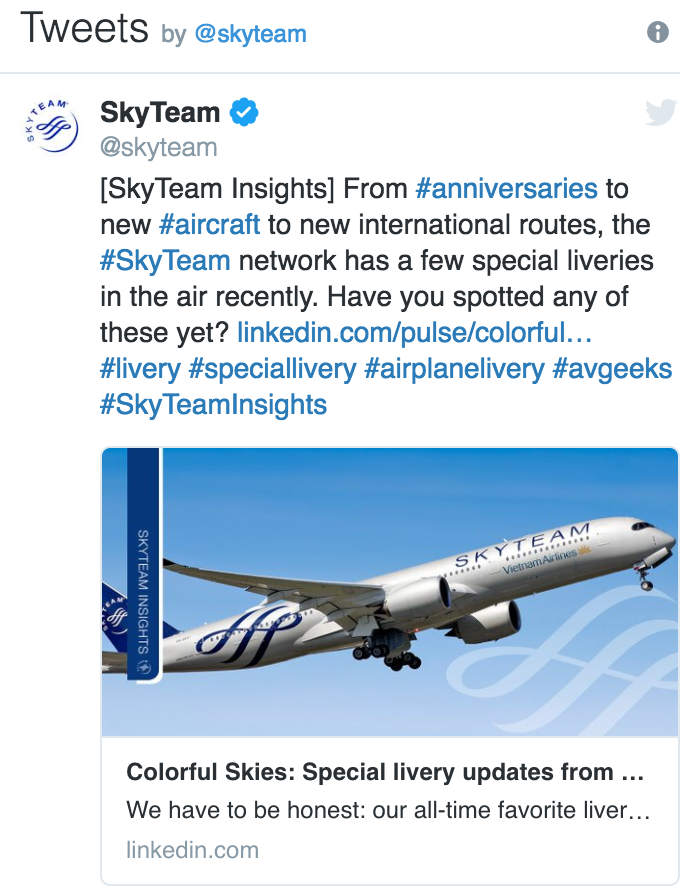 Tweets by @skyteam
SKYTEAM
SkyTeam
@skyteam
[SkyTeam Insights] From #anniversaries to
new #aircraft to new international routes, the
#SkyTeam network has a few special liveries
in the air recently. Have you spotted any of
these yet? linkedin.com/pulse/colorful…
#livery #speciallivery #airplanelivery #avgeeks
#SkyTeamInsights
SKYTEAM INSIGHTS
SKYTEAM
Vietnam Airlines
Colorful Skies: Special livery updates from ...
We have to be honest: our all-time favorite liver...
linkedin.com